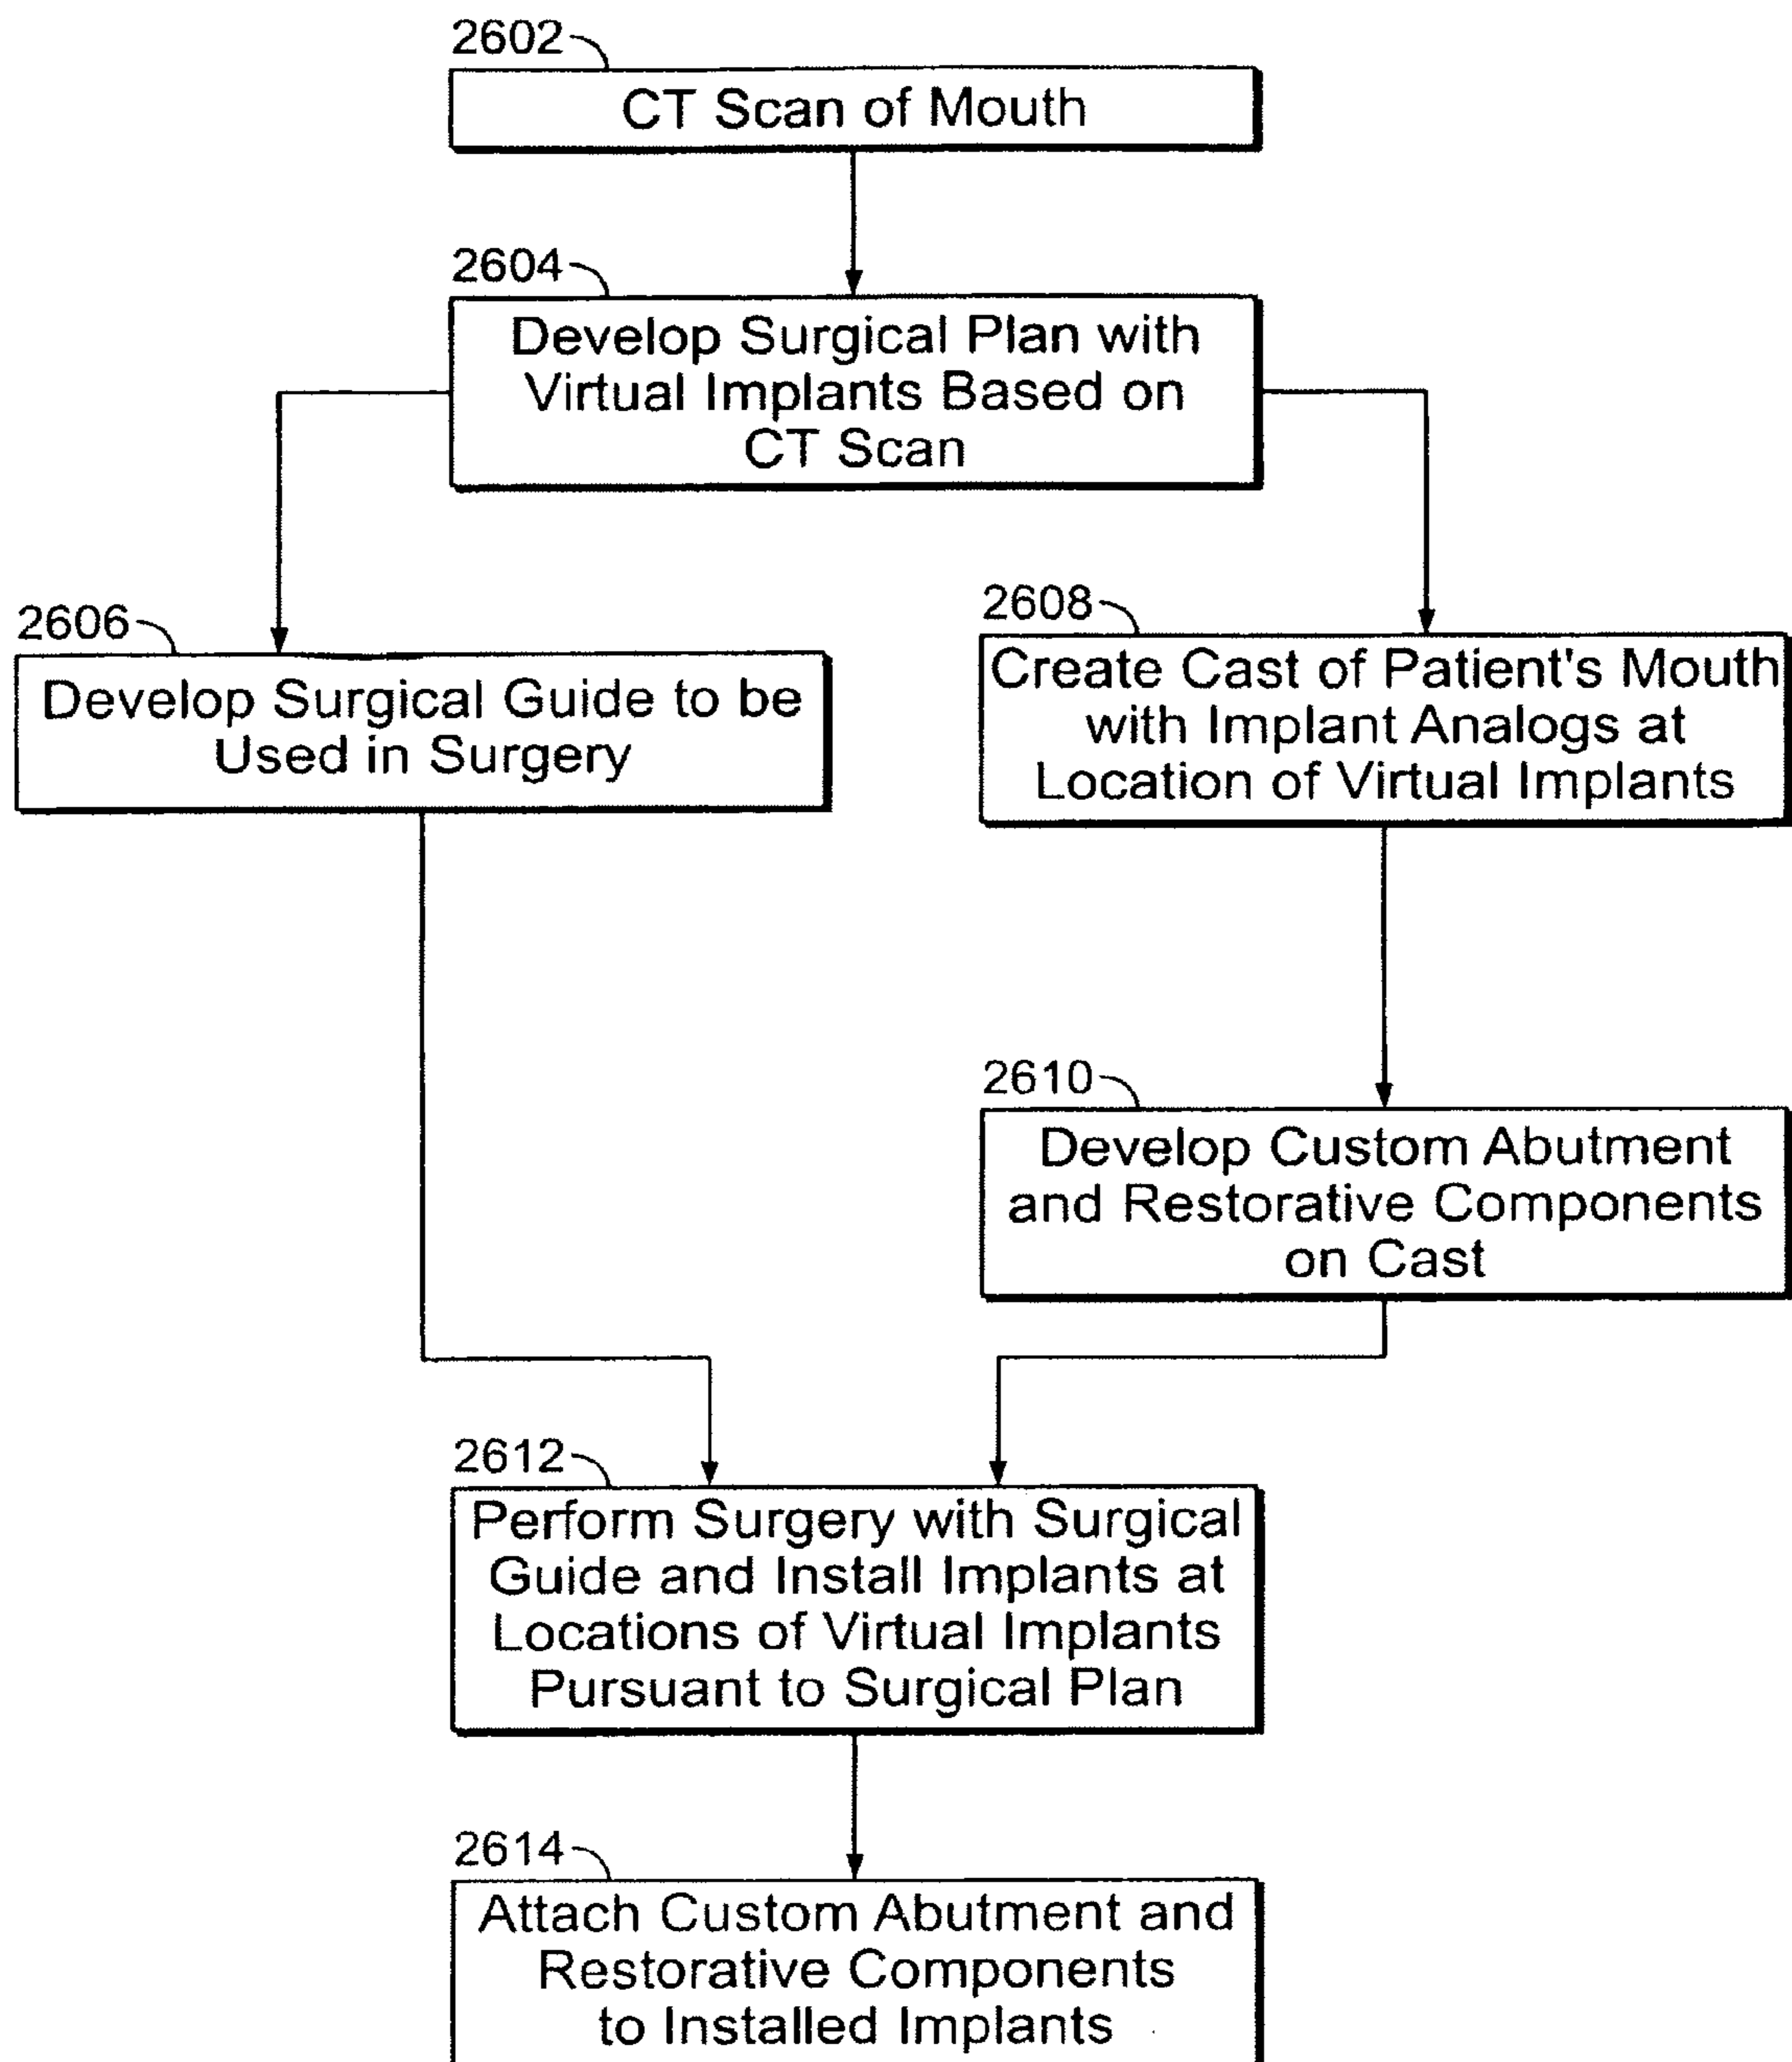 2602
CT Scan of Mouth
2604
Develop Surgical Plan with
Virtual Implants Based on
CT Scan
2606
Develop Surgical Guide to be
Used in Surgery
2608
Create Cast of Patient's Mouth
with Implant Analogs at
Location of Virtual Implants
2610
Develop Custom Abutment
and Restorative Components
on Cast
2612
Perform Surgery with Surgical
Guide and Install Implants at
Locations of Virtual Implants
Pursuant to Surgical Plan
2614
Attach Custom Abutment and
Restorative Components
to Installed Implants